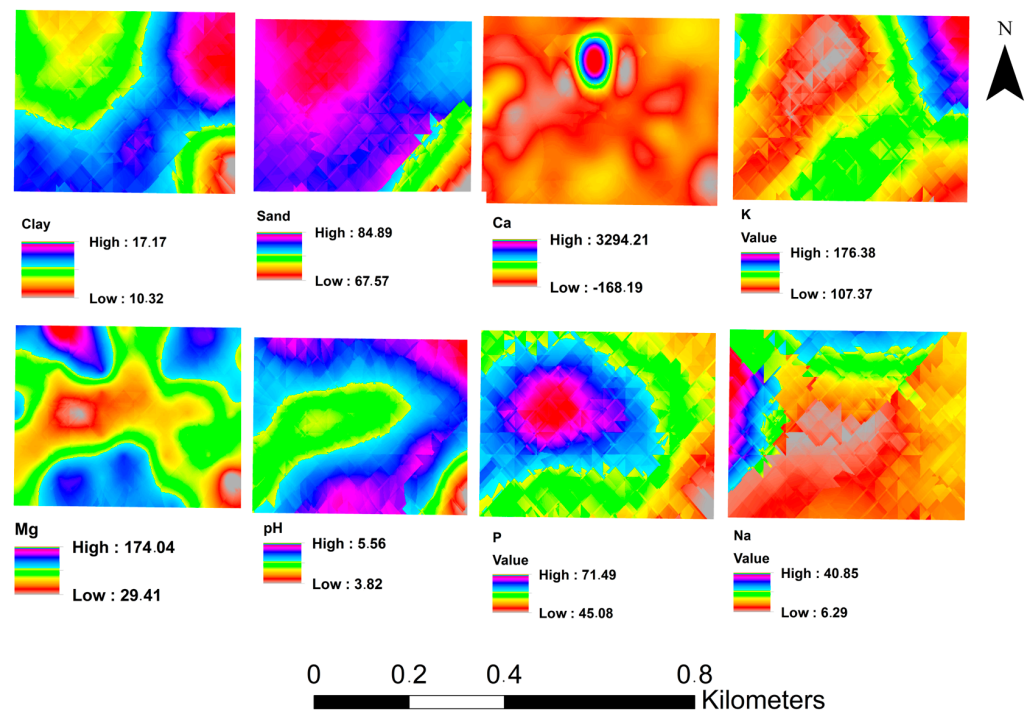 N
Clay
High : 17.17
Low : 10.32
Sand
High : 84.89
Low : 67.57
Ca
High : 3294.21
Low : -168.19
K
Value
High : 176.38
Low : 107.37
Mg
High : 174.04
Low : 29.41
pH
High : 5.56
Low : 3.82
P
Value
High : 71.49
Low : 45.08
Na
Value
High : 40.85
Low : 6.29
0 0.2 0.4 0.8
Kilometers